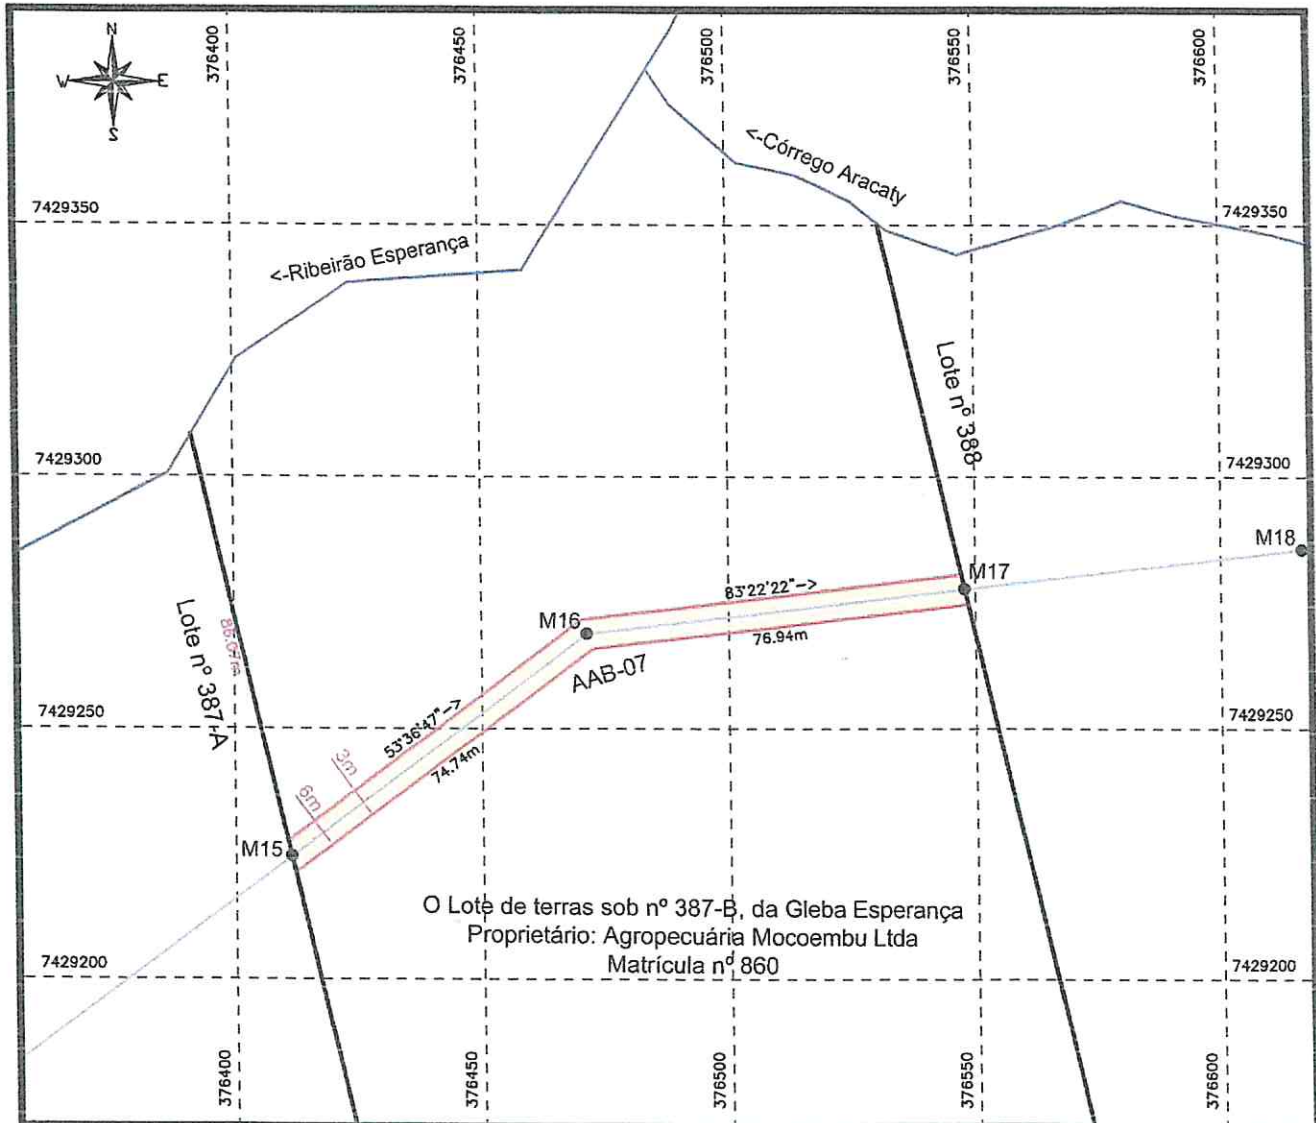 N
W E
S
376400
376450
376500
376550
376600
<-Córrego Aracaty
7429350
7429350
<-Ribeirão Esperança
Lote nº 388
7429300
7429300
M18
M17
83°22'22"->
M16
76.94m
Lote nº 387-A
86.07m
AAB-07
7429250
7429250
53°36'47"->
74.74m
3m
6m
M15
O Lote de terras sob nº 387-B, da Gleba Esperança
Proprietário: Agropecuária Mocoembu Ltda
Matrícula nº 860
7429200
7429200
376400
376450
376500
376550
376600